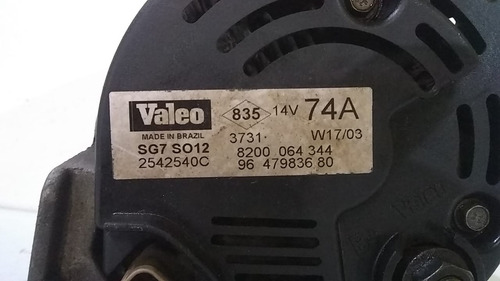 Valeo 835 14V 74A
MADE IN BRAZIL 3731· W17/03
SG7 SO12 8200 064 344
2542540C 96 479836 80